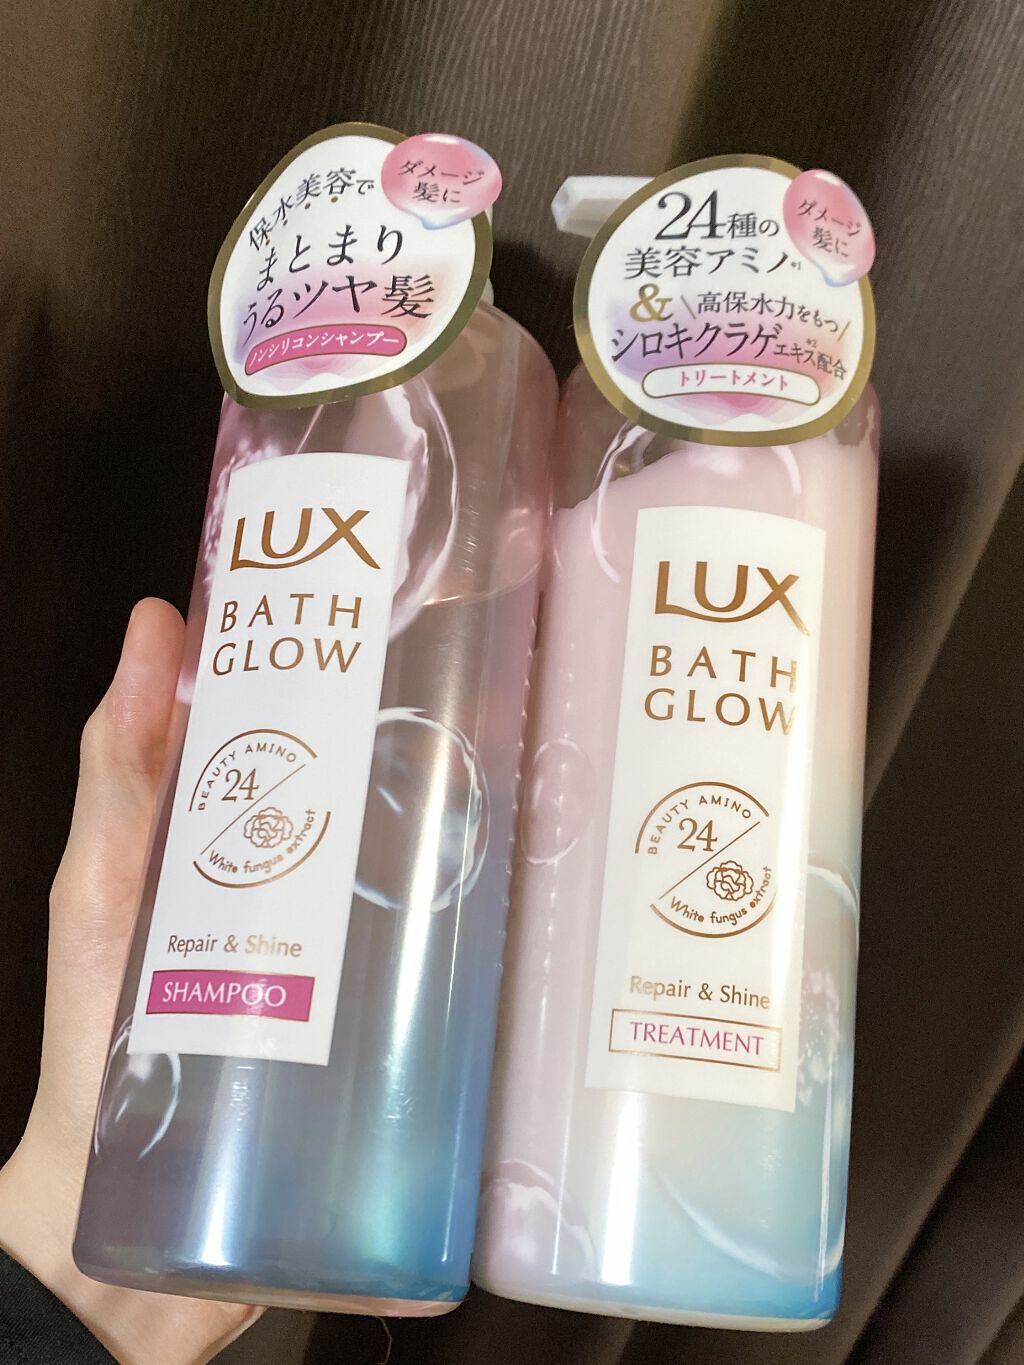 保水美容で
まとまり
うるツヤ髪
ノンシリコンシャンプー
ダメージ
髪に
LUX
BATH
GLOW
BEAUTY AMINO
24
White fungus extract
Repair & Shine
SHAMPOO
24種の
美容アミノ*1
&\高保水力をもつ/
シロキクラゲエキス配合*2
トリートメント
ダメージ
髪に
LUX
BATH
GLOW
BEAUTY AMINO
24
White fungus extract
Repair & Shine
TREATMENT